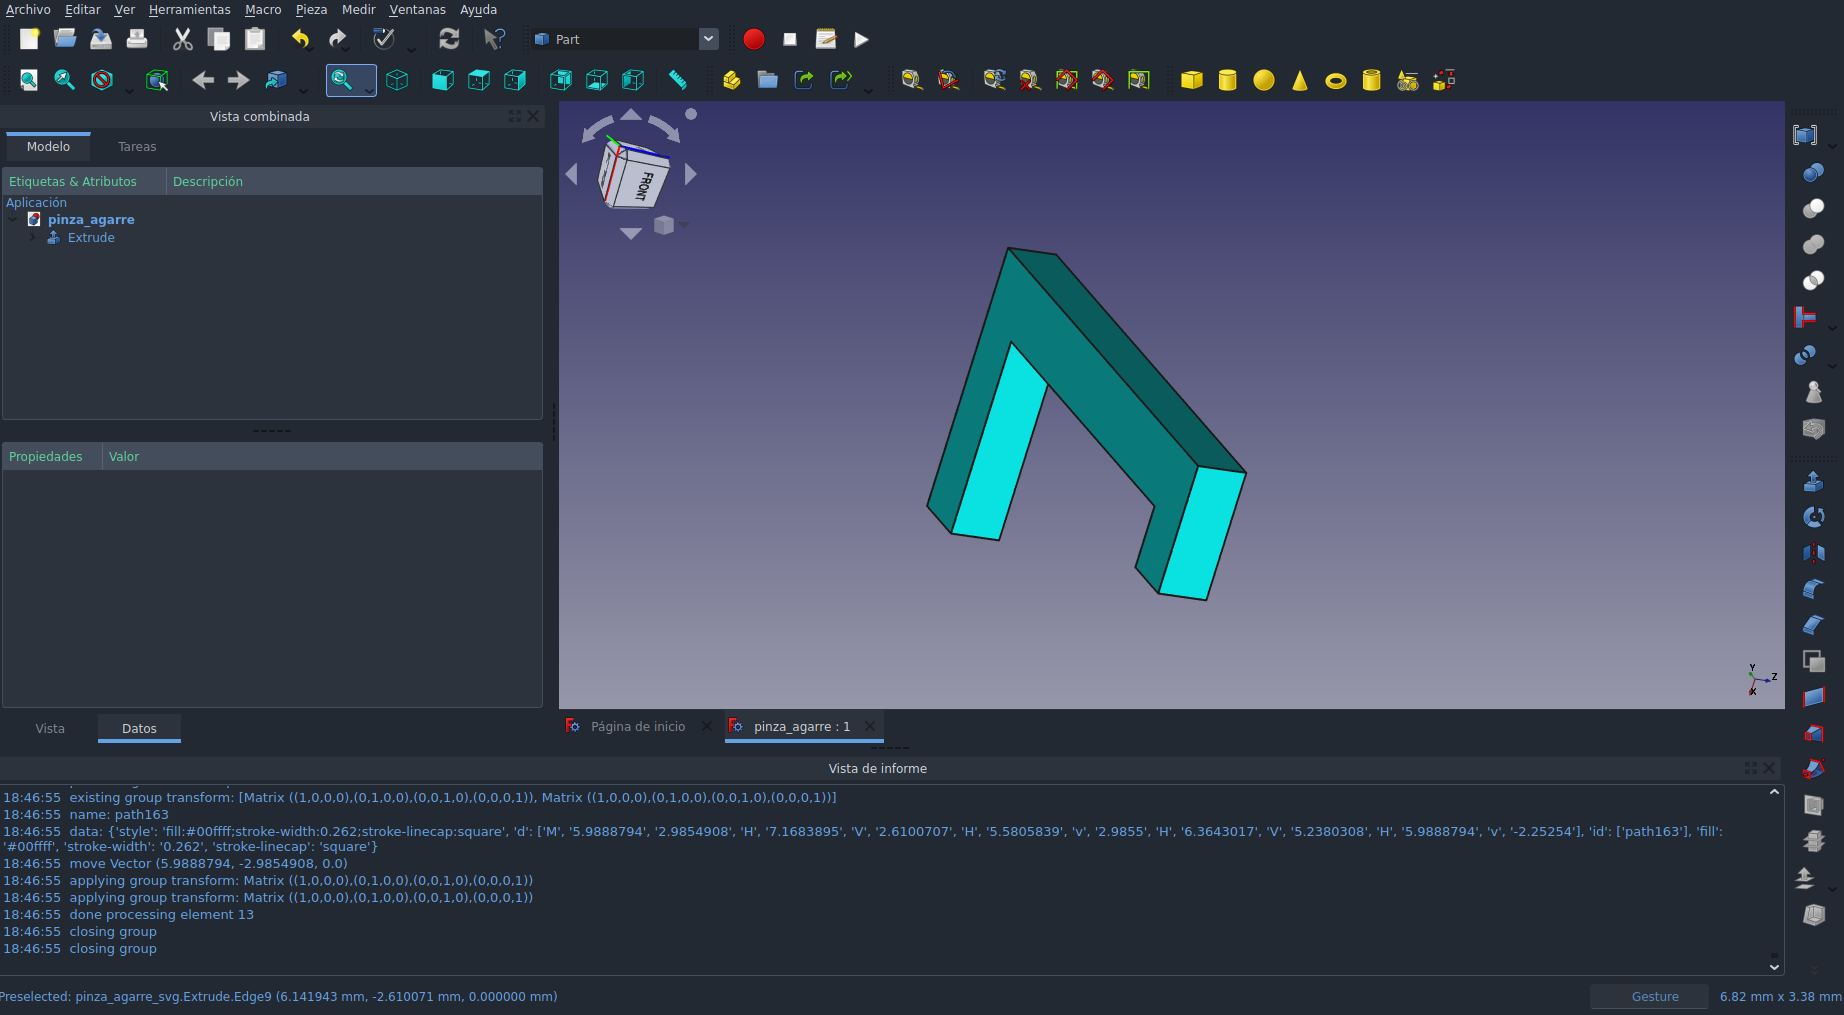 Archivo Editar Ver Herramientas Macro Pieza Medir Ventanas Ayuda
Part
Vista combinada
Modelo Tareas
Etiquetas & Atributos Descripción
Aplicación
pinza_agarre
Extrude
FRONT
Propiedades Valor
Y
Z
X
Vista Datos
Página de inicio pinza_agarre : 1
Vista de informe
18:46:55 existing group transform: [Matrix ((1,0,0,0),(0,1,0,0),(0,0,1,0),(0,0,0,1)), Matrix ((1,0,0,0),(0,1,0,0),(0,0,1,0),(0,0,0,1))]
18:46:55 name: path163
18:46:55 data: {'style': 'fill:#00ffff;stroke-width:0.262;stroke-linecap:square', 'd': ['M', '5.9888794', '2.9854908', 'H', '7.1683895', 'V', '2.6100707', 'H', '5.5805839', 'v', '2.9855', 'H', '6.3643017', 'V', '5.2380308', 'H', '5.9888794', 'v', '-2.25254'], 'id': ['path163'], 'fill':
'#00ffff', 'stroke-width': '0.262', 'stroke-linecap': 'square'}
18:46:55 move Vector (5.9888794, -2.9854908, 0.0)
18:46:55 applying group transform: Matrix ((1,0,0,0),(0,1,0,0),(0,0,1,0),(0,0,0,1))
18:46:55 applying group transform: Matrix ((1,0,0,0),(0,1,0,0),(0,0,1,0),(0,0,0,1))
18:46:55 done processing element 13
18:46:55 closing group
18:46:55 closing group
Preselected: pinza_agarre_svg.Extrude.Edge9 (6.141943 mm, -2.610071 mm, 0.000000 mm)
Gesture 6.82 mm x 3.38 mm